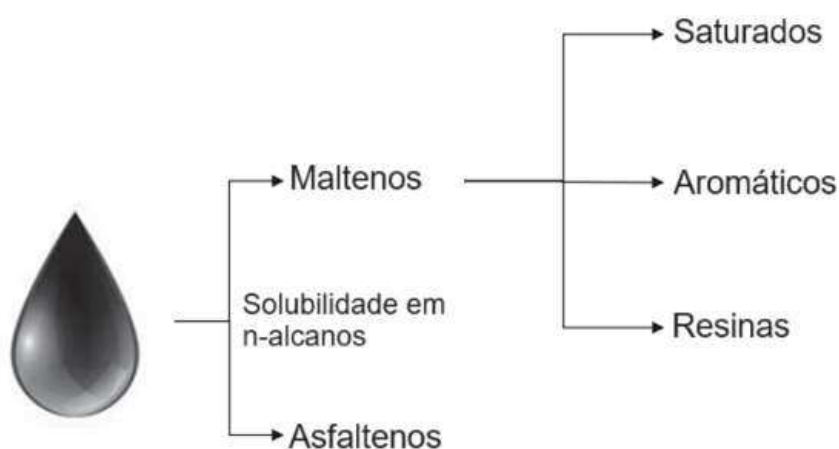 Saturados
Maltenos
Aromáticos
Solubilidade em
n-alcanos
Resinas
Asfaltenos